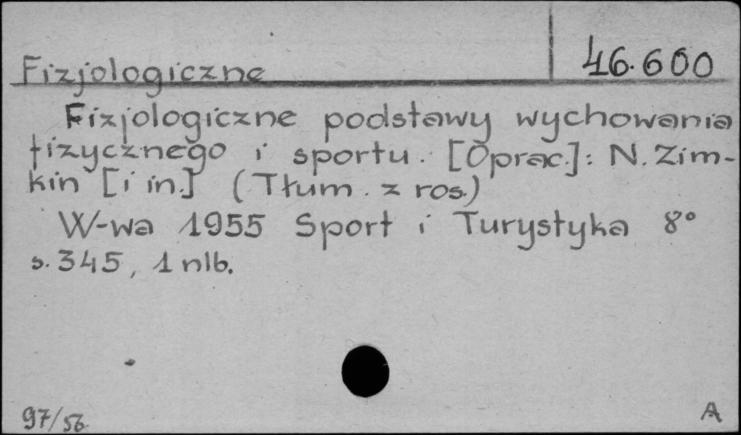 Fizjologiczne
46.600
Fizjologiczne podstawy wychowania
fizycznego i sportu. [Oprac.]: N. Zim-
kin [i in.] (Tłum. z ros.)
W-wa 1955 Sport i Turystyka 8°
s. 345, 1 nlb.
97/56
A